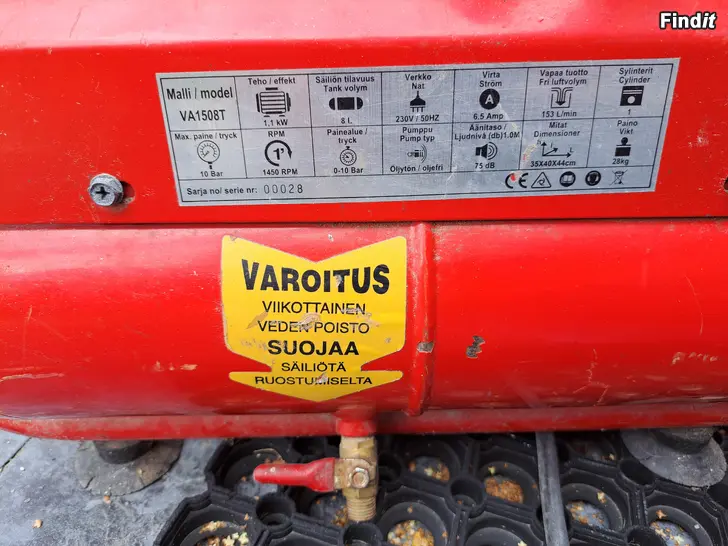 Findit
Malli / model
VA1508T
Teho / effekt
1.1 kW
Säiliön tilavuus
Tank volym
8 l.
Verkko
Nat
230V / 50HZ
Virta
Ström
A
6.5 Amp
Vapaa tuotto
Fri luftvolym
153 L/min
Sylinterit
Cylinder
1
Max. paine / tryck
10 Bar
RPM
1'
1450 RPM
Painealue /
tryck
0-10 Bar
Pumppu
Pump typ
Öljytön / oljefri
Äänitaso /
Ljudnivå (db)1.0M
75 dB
Mitat
Dimensioner
35X40X44cm
Paino
Vikt
28kg
Sarja no/ serie nr: 00028
CE
VAROITUS
VIIKOTTAINEN
VEDEN POISTO
SUOJAA
SÄILIÖTÄ
RUOSTUMISELTA